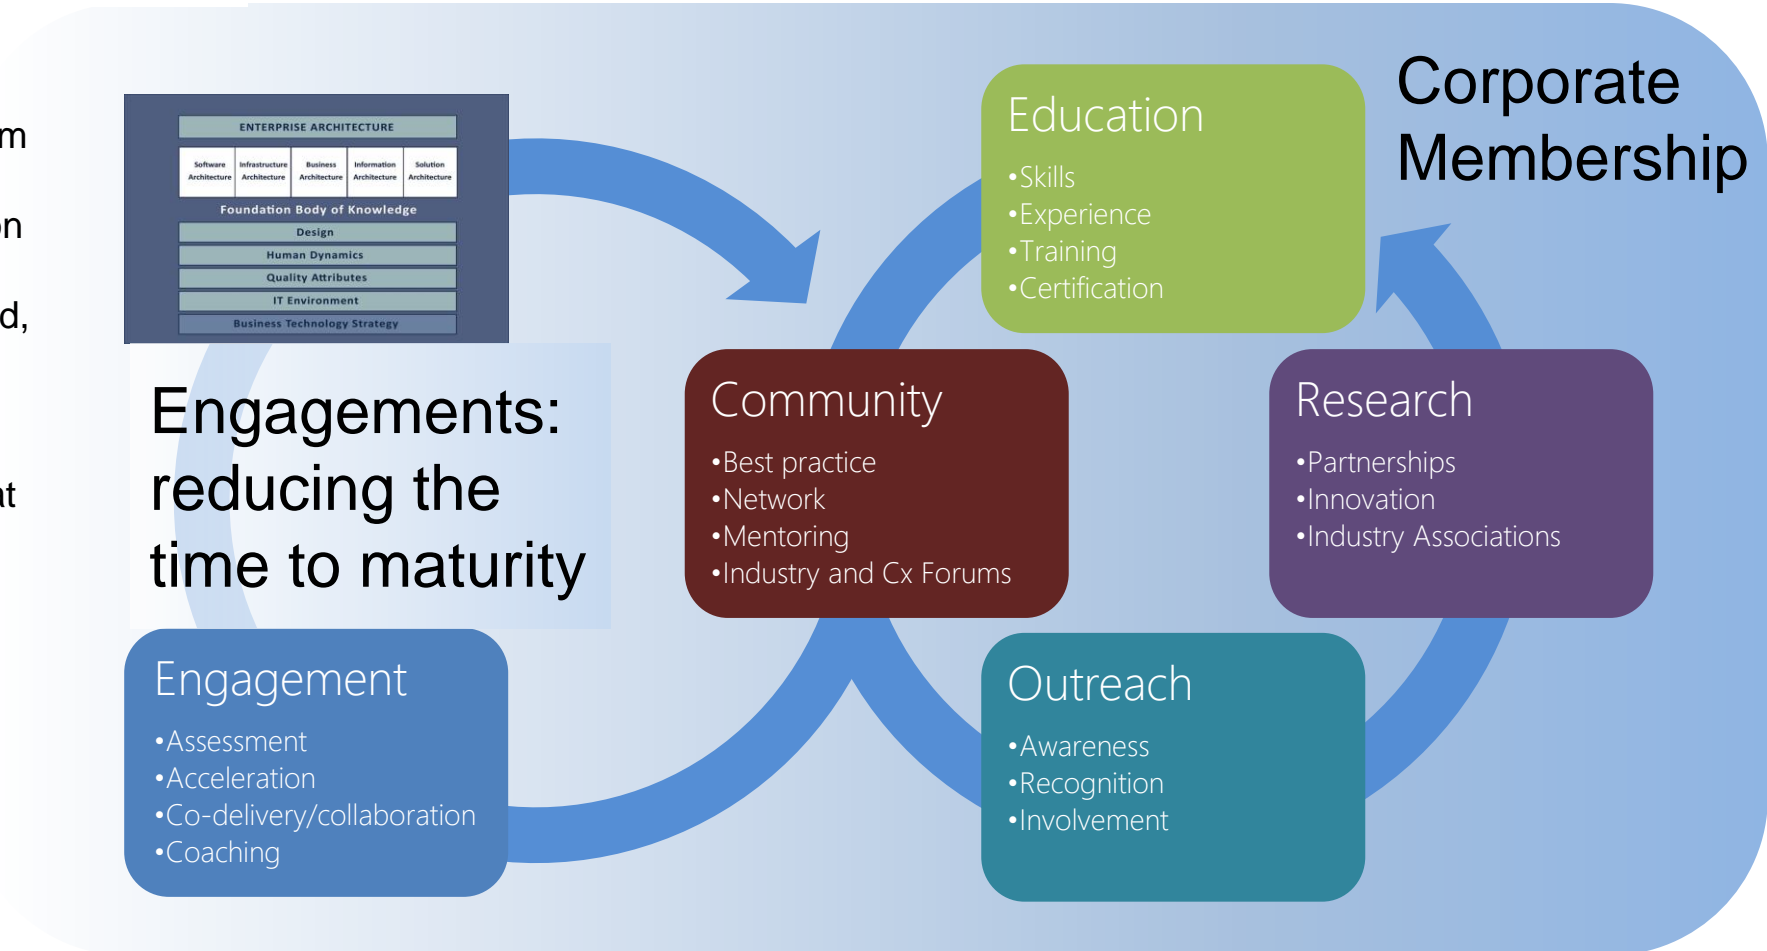 ENTERPRISE ARCHITECTURE
Software Architecture
Infrastructure Architecture
Business Architecture
Information Architecture
Solution Architecture
Foundation Body of Knowledge
Design
Human Dynamics
Quality Attributes
IT Environment
Business Technology Strategy
Engagements:
reducing the
time to maturity
Engagement
•Assessment
•Acceleration
•Co-delivery/collaboration
•Coaching
Community
•Best practice
•Network
•Mentoring
•Industry and Cx Forums
Education
•Skills
•Experience
•Training
•Certification
Corporate
Membership
Research
•Partnerships
•Innovation
•Industry Associations
Outreach
•Awareness
•Recognition
•Involvement